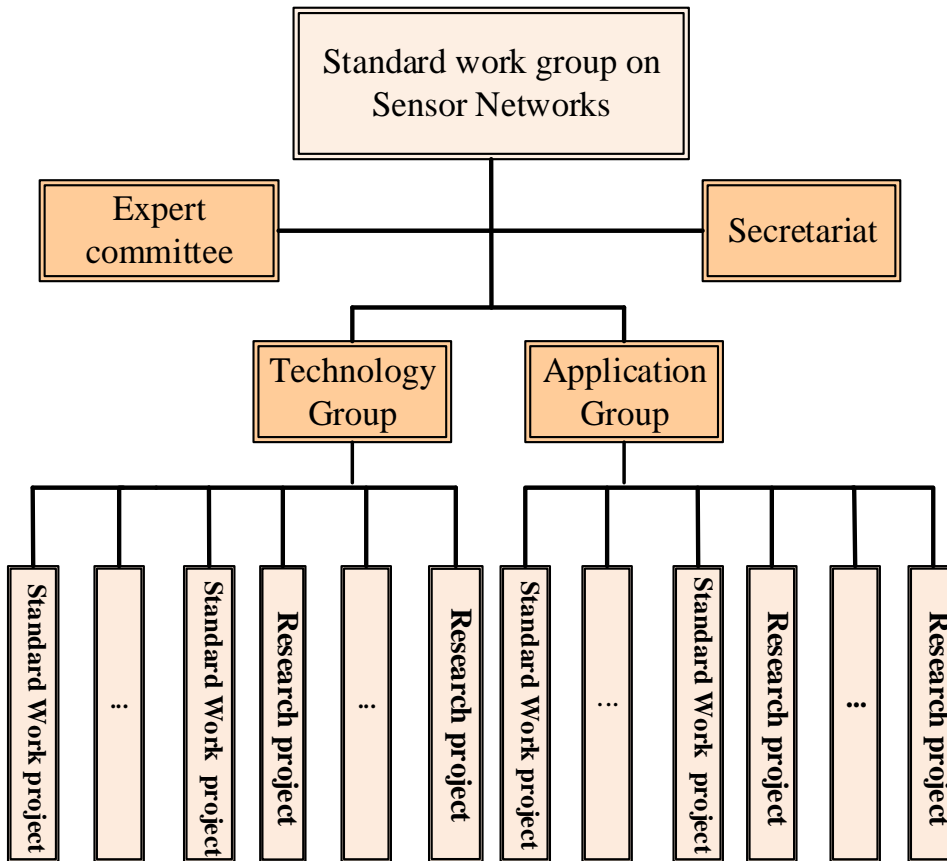 Standard work group on
Sensor Networks
Expert
committee
Secretariat
Technology
Group
Application
Group
Standard Work project
...
Standard Work project
Research project
...
Research project
Standard Work project
...
Standard Work project
Research project
...
Research project